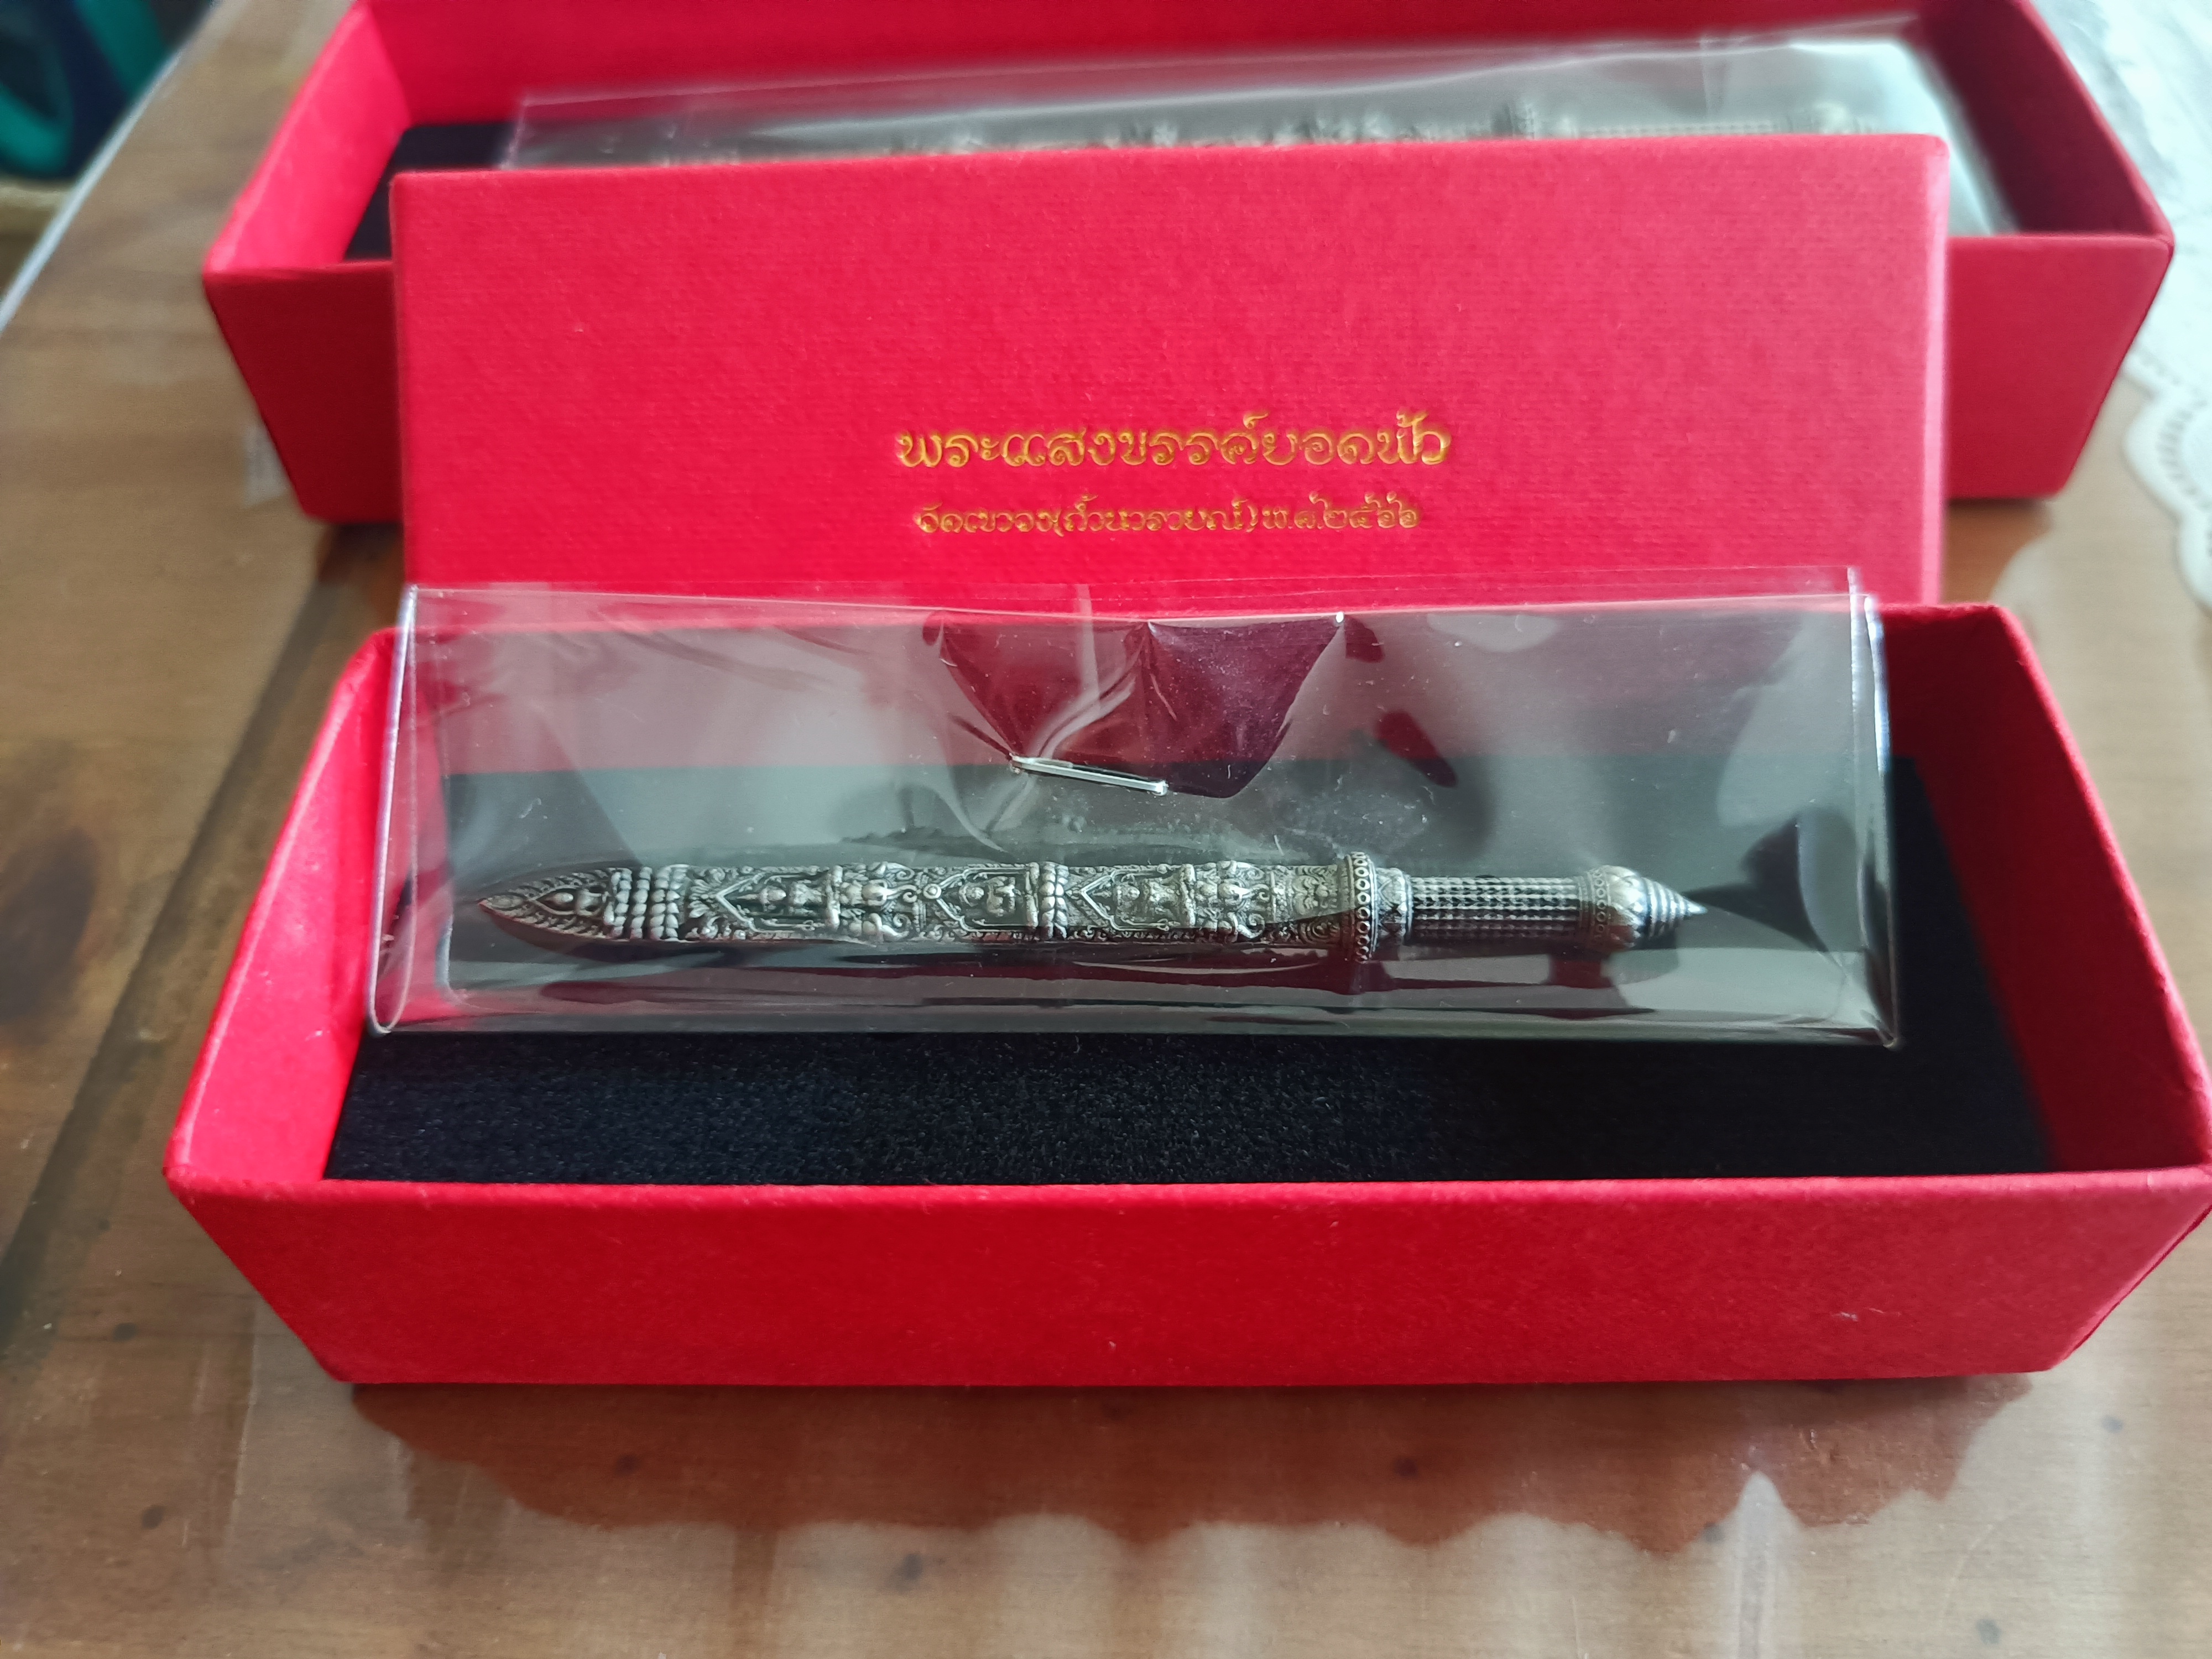 พระแสงขรรค์ยอดฟ้า
วัดเขาวง(ถ้ำนารายณ์) พ.ศ.๒๕๖๖